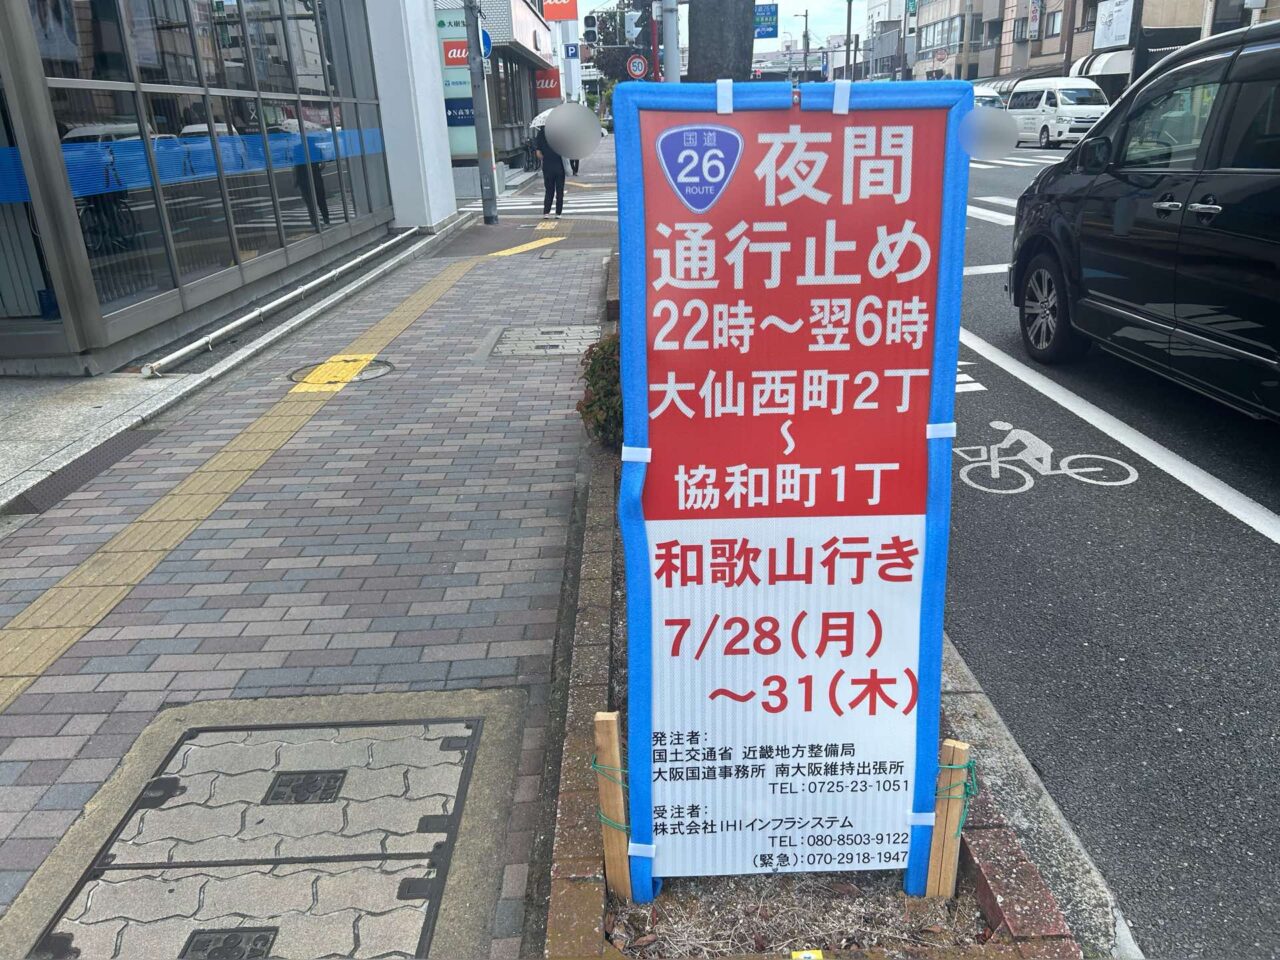 国道
26
ROUTE
夜間
通行止め
22時～翌6時
大仙西町2丁
～
協和町1丁
和歌山行き
7/28(月)
～31(木)
発注者:
国土交通省 近畿地方整備局
大阪国道事務所 南大阪維持出張所
TEL:0725-23-1051
受注者:
株式会社IHIインフラシステム
TEL:080-8503-9122
(緊急):070-2918-1947
au
au
au
50
P